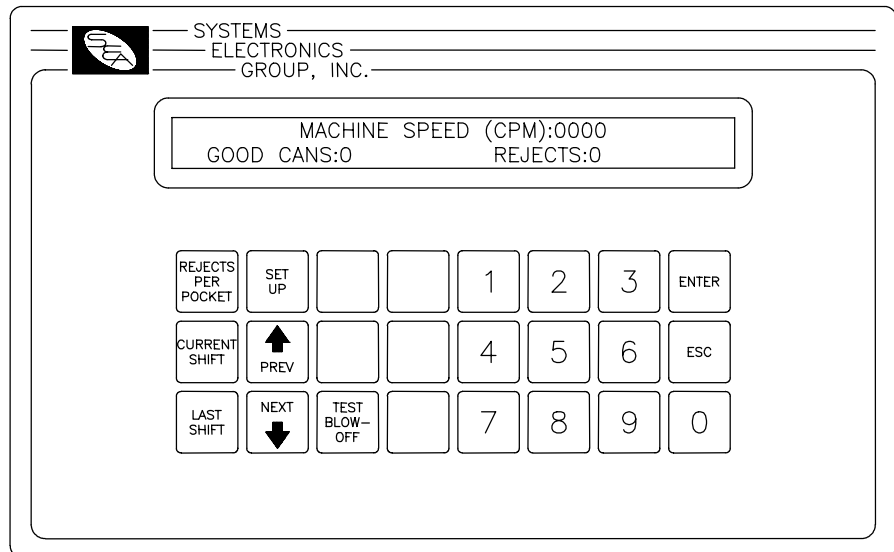 SYSTEMS
ELECTRONICS
GROUP, INC.
MACHINE SPEED (CPM):0000
GOOD CANS:0 REJECTS:0
REJECTS PER POCKET
SET UP
1
2
3
ENTER
CURRENT SHIFT
PREV
4
5
6
ESC
LAST SHIFT
NEXT
TEST BLOW-OFF
7
8
9
0